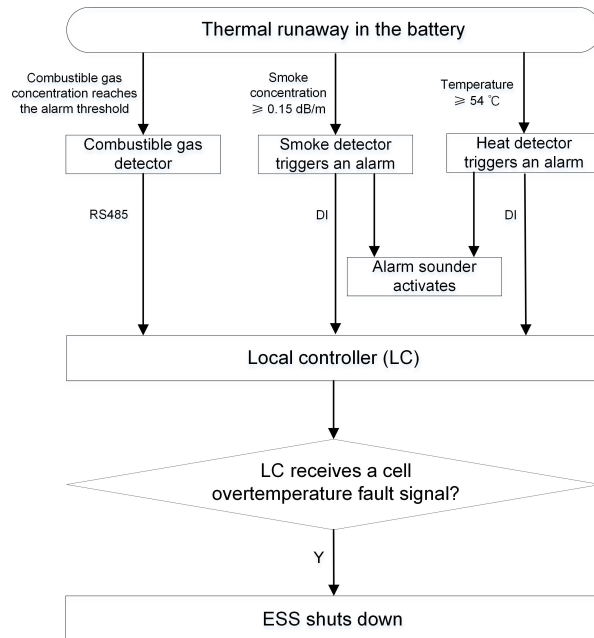 Thermal runaway in the battery
Combustible gas
concentration reaches
the alarm threshold
Smoke
concentration
≥ 0.15 dB/m
Temperature
≥ 54 ℃
Combustible gas
detector
Smoke detector
triggers an alarm
Heat detector
triggers an alarm
RS485
DI
DI
Alarm sounder
activates
Local controller (LC)
LC receives a cell
overtemperature fault signal?
Y
ESS shuts down